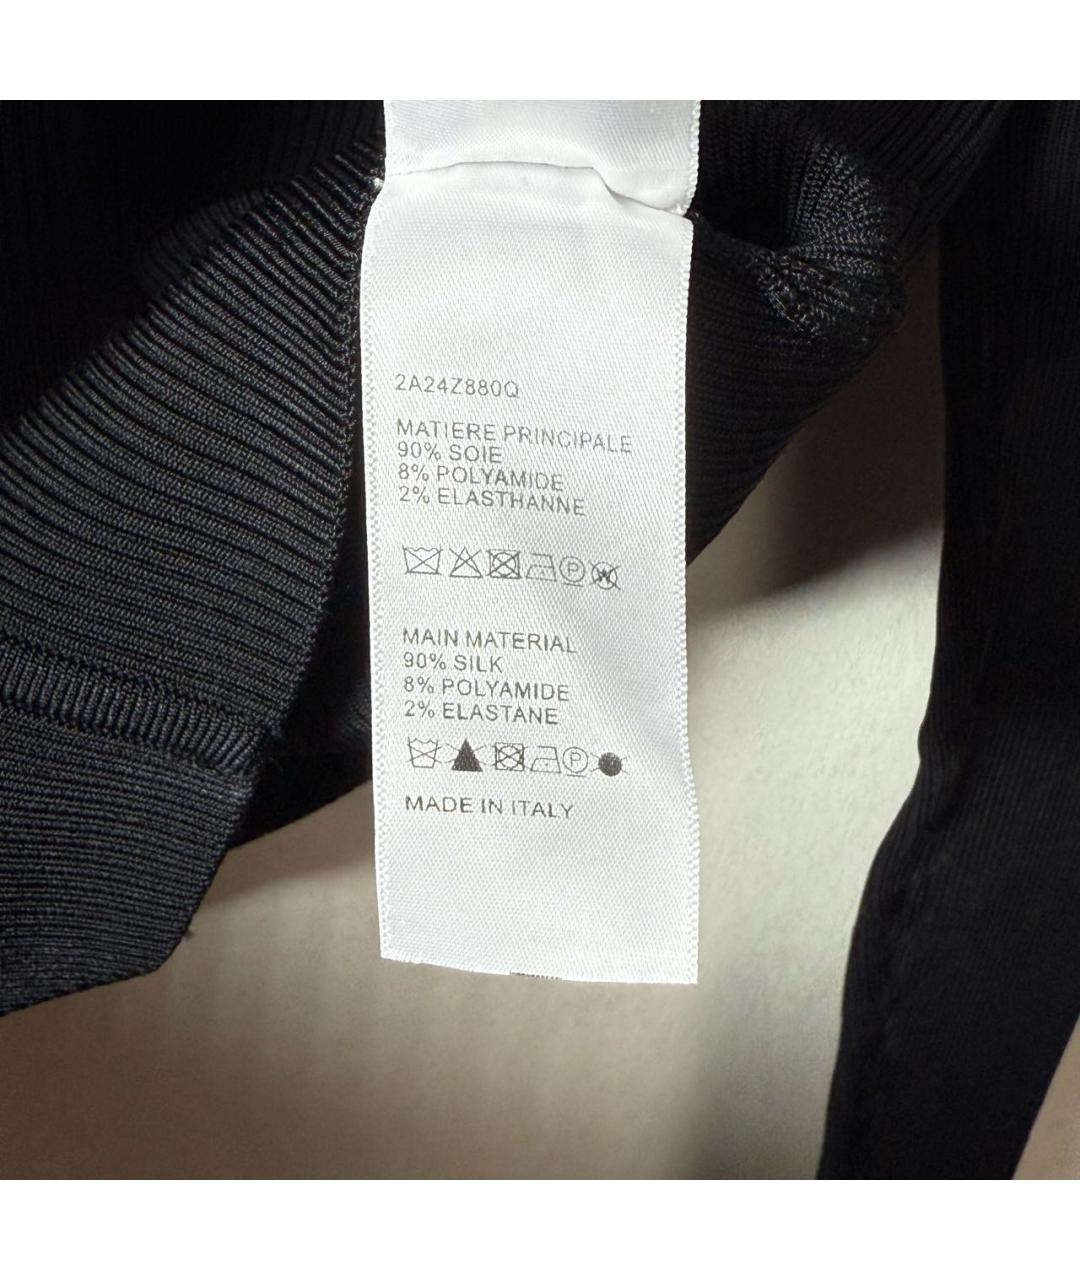 2A24Z880Q
MATIERE PRINCIPALE
90% SOIE
8% POLYAMIDE
2% ELASTHANNE
P W
MAIN MATERIAL
90% SILK
8% POLYAMIDE
2% ELASTANE
P
MADE IN ITALY